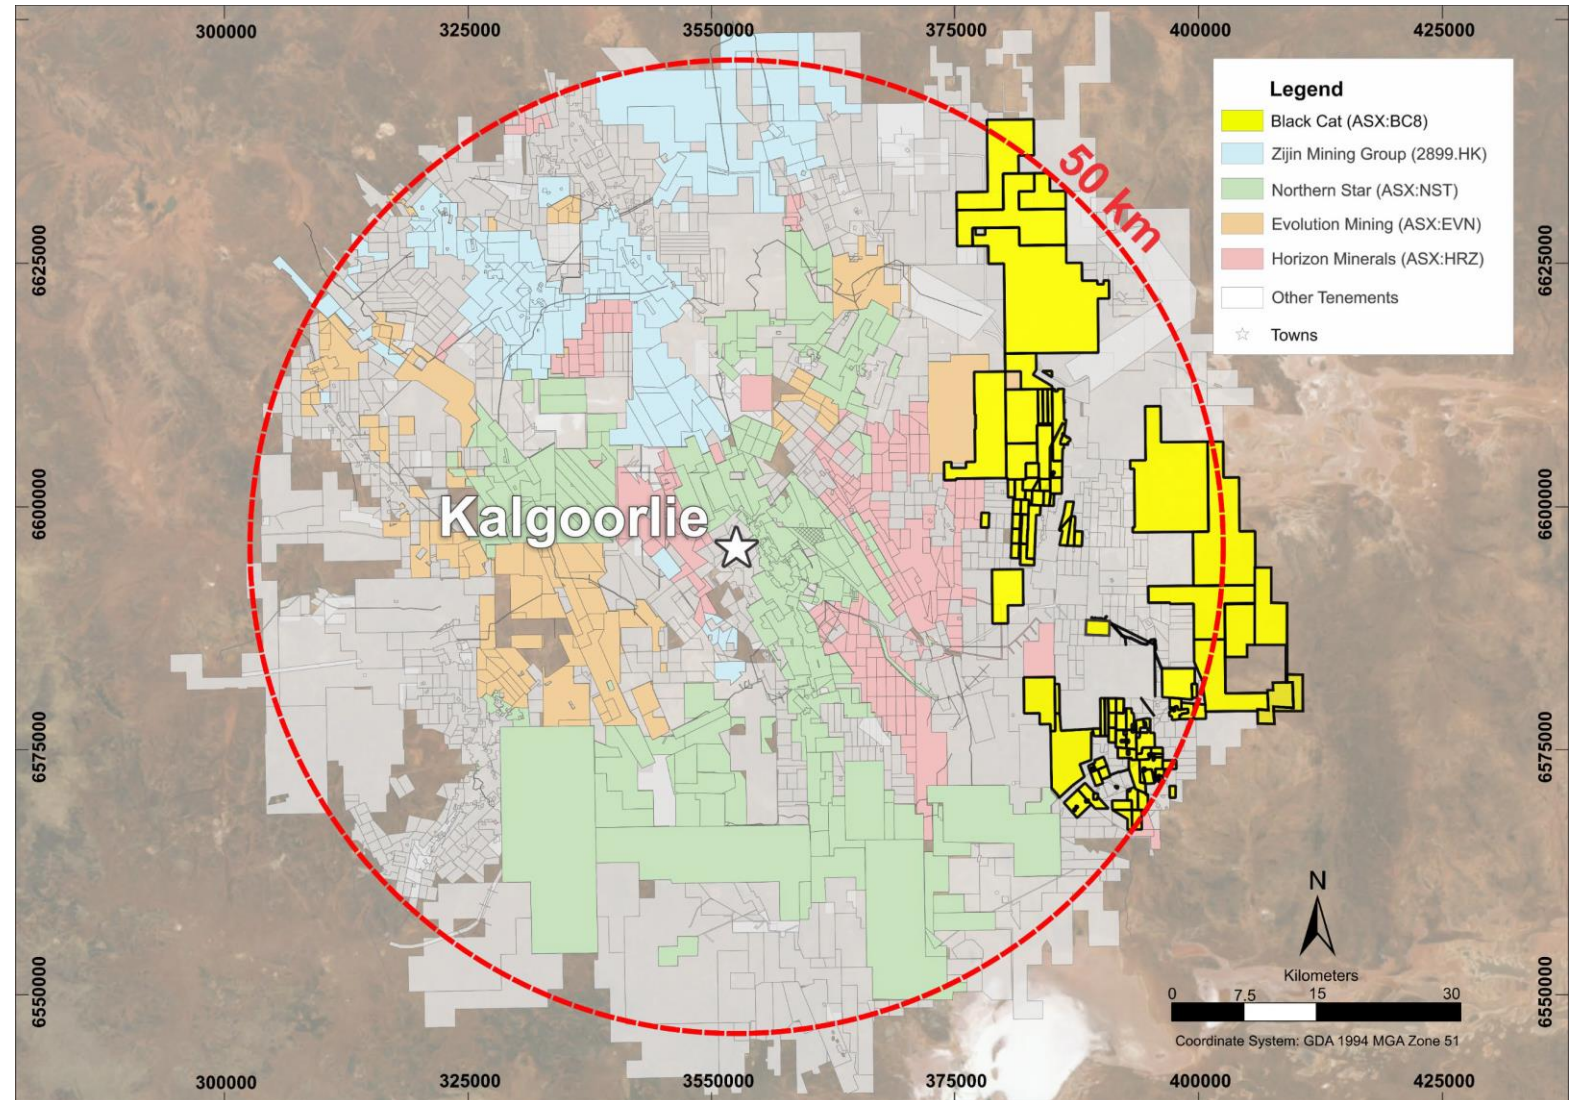 300000 325000 3550000 375000 400000 425000
Legend
Black Cat (ASX:BC8)
Zijin Mining Group (2899.HK)
Northern Star (ASX:NST)
Evolution Mining (ASX:EVN)
Horizon Minerals (ASX:HRZ)
Other Tenements
Towns
50 km
6625000 6625000
6600000 6600000
Kalgoorlie
6575000 6575000
6550000 6550000
N
Kilometers
0 7.5 15 30
Coordinate System: GDA 1994 MGA Zone 51
300000 325000 3550000 375000 400000 425000